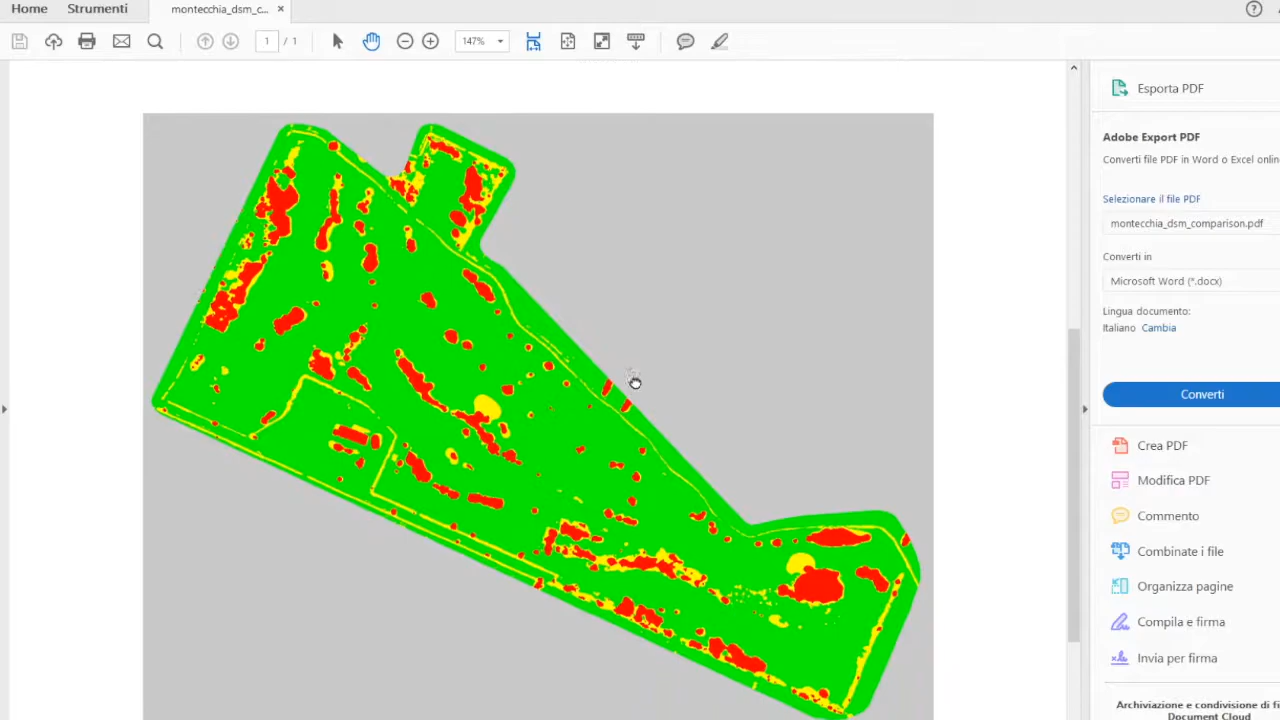 Home Strumenti montecchia_dsm_c... ×
1 / 1 147%
Esporta PDF
Adobe Export PDF
Converti file PDF in Word o Excel onlin
Selezionare il file PDF
montecchia_dsm_comparison.pdf
Converti in
Microsoft Word (*.docx)
Lingua documento:
Italiano Cambia
Converti
Crea PDF
Modifica PDF
Commento
Combinate i file
Organizza pagine
Compila e firma
Invia per firma
Archiviazione e condivisione di fi
Document Cloud